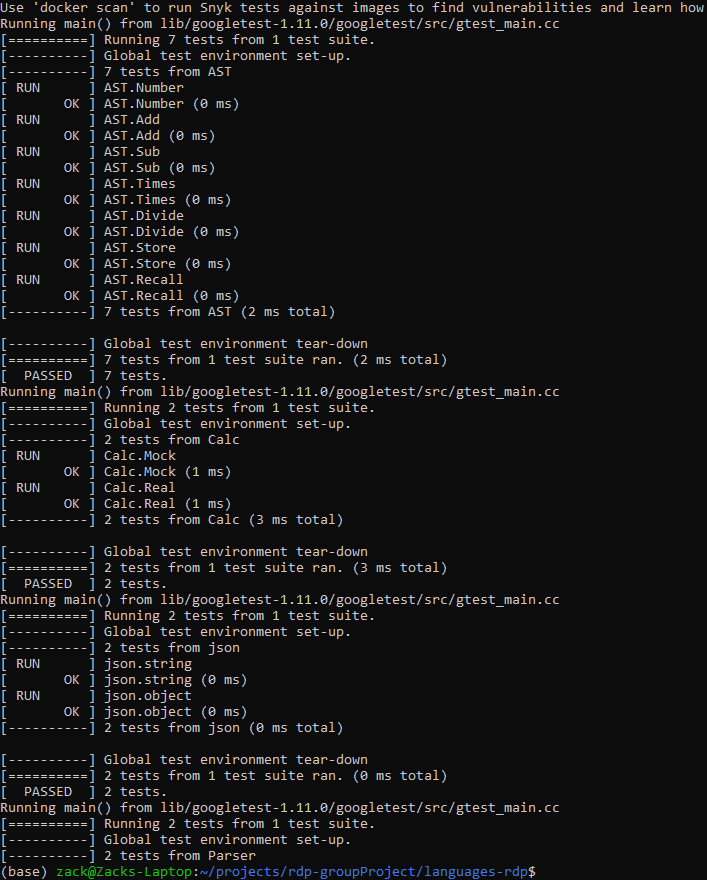 Use 'docker scan' to run Snyk tests against images to find vulnerabilities and learn how
Running main() from lib/googletest-1.11.0/googletest/src/gtest_main.cc
[==========] Running 7 tests from 1 test suite.
[----------] Global test environment set-up.
[----------] 7 tests from AST
[ RUN      ] AST.Number
[       OK ] AST.Number (0 ms)
[ RUN      ] AST.Add
[       OK ] AST.Add (0 ms)
[ RUN      ] AST.Sub
[       OK ] AST.Sub (0 ms)
[ RUN      ] AST.Times
[       OK ] AST.Times (0 ms)
[ RUN      ] AST.Divide
[       OK ] AST.Divide (0 ms)
[ RUN      ] AST.Store
[       OK ] AST.Store (0 ms)
[ RUN      ] AST.Recall
[       OK ] AST.Recall (0 ms)
[----------] 7 tests from AST (2 ms total)

[----------] Global test environment tear-down
[==========] 7 tests from 1 test suite ran. (2 ms total)
[  PASSED  ] 7 tests.
Running main() from lib/googletest-1.11.0/googletest/src/gtest_main.cc
[==========] Running 2 tests from 1 test suite.
[----------] Global test environment set-up.
[----------] 2 tests from Calc
[ RUN      ] Calc.Mock
[       OK ] Calc.Mock (1 ms)
[ RUN      ] Calc.Real
[       OK ] Calc.Real (1 ms)
[----------] 2 tests from Calc (3 ms total)

[----------] Global test environment tear-down
[==========] 2 tests from 1 test suite ran. (3 ms total)
[  PASSED  ] 2 tests.
Running main() from lib/googletest-1.11.0/googletest/src/gtest_main.cc
[==========] Running 2 tests from 1 test suite.
[----------] Global test environment set-up.
[----------] 2 tests from json
[ RUN      ] json.string
[       OK ] json.string (0 ms)
[ RUN      ] json.object
[       OK ] json.object (0 ms)
[----------] 2 tests from json (0 ms total)

[----------] Global test environment tear-down
[==========] 2 tests from 1 test suite ran. (0 ms total)
[  PASSED  ] 2 tests.
Running main() from lib/googletest-1.11.0/googletest/src/gtest_main.cc
[==========] Running 2 tests from 1 test suite.
[----------] Global test environment set-up.
[----------] 2 tests from Parser
(base) zack@Zacks-Laptop:~/projects/rdp-groupProject/languages-rdp$